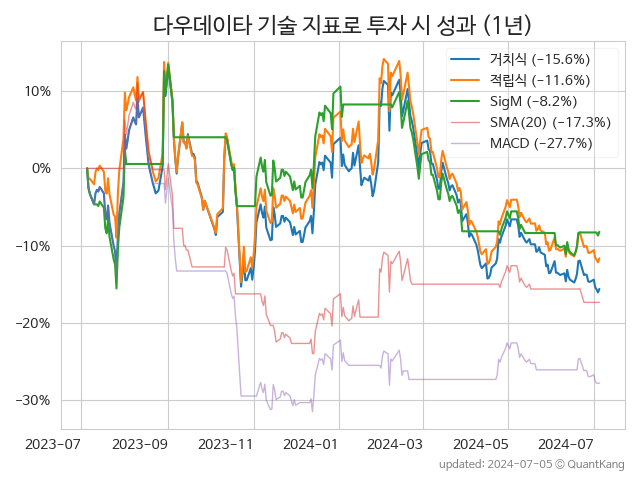 다우데이타 기술 지표로 투자 시 성과 (1년)
거치식 (−15.6%)
적립식 (−11.6%)
SigM (−8.2%)
SMA(20) (−17.3%)
MACD (−27.7%)
10%
0%
−10%
−20%
−30%
2023-07 2023-09 2023-11 2024-01 2024-03 2024-05 2024-07
updated: 2024-07-05 © QuantKang